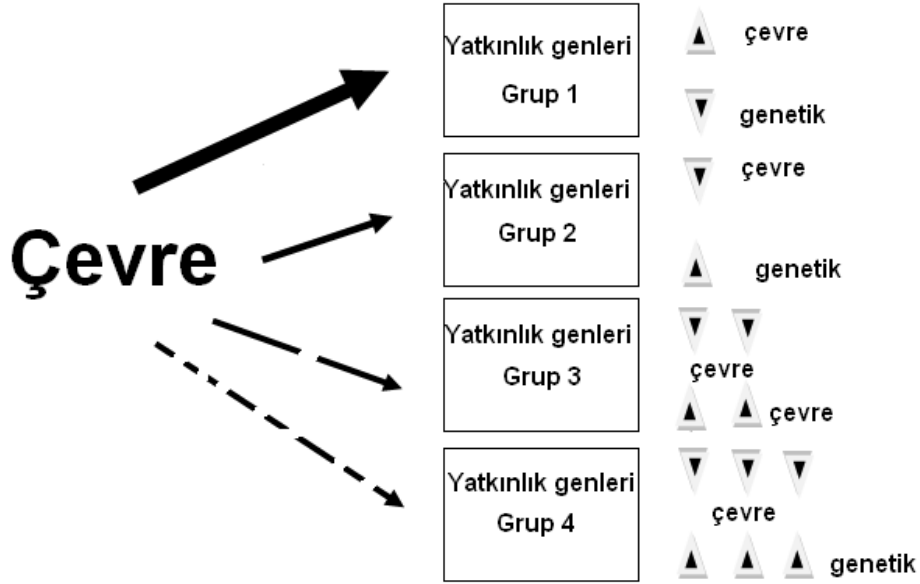 Çevre
Yatkınlık genleri
Grup 1
çevre
genetik
Yatkınlık genleri
Grup 2
çevre
genetik
Yatkınlık genleri
Grup 3
çevre
çevre
Yatkınlık genleri
Grup 4
çevre
genetik